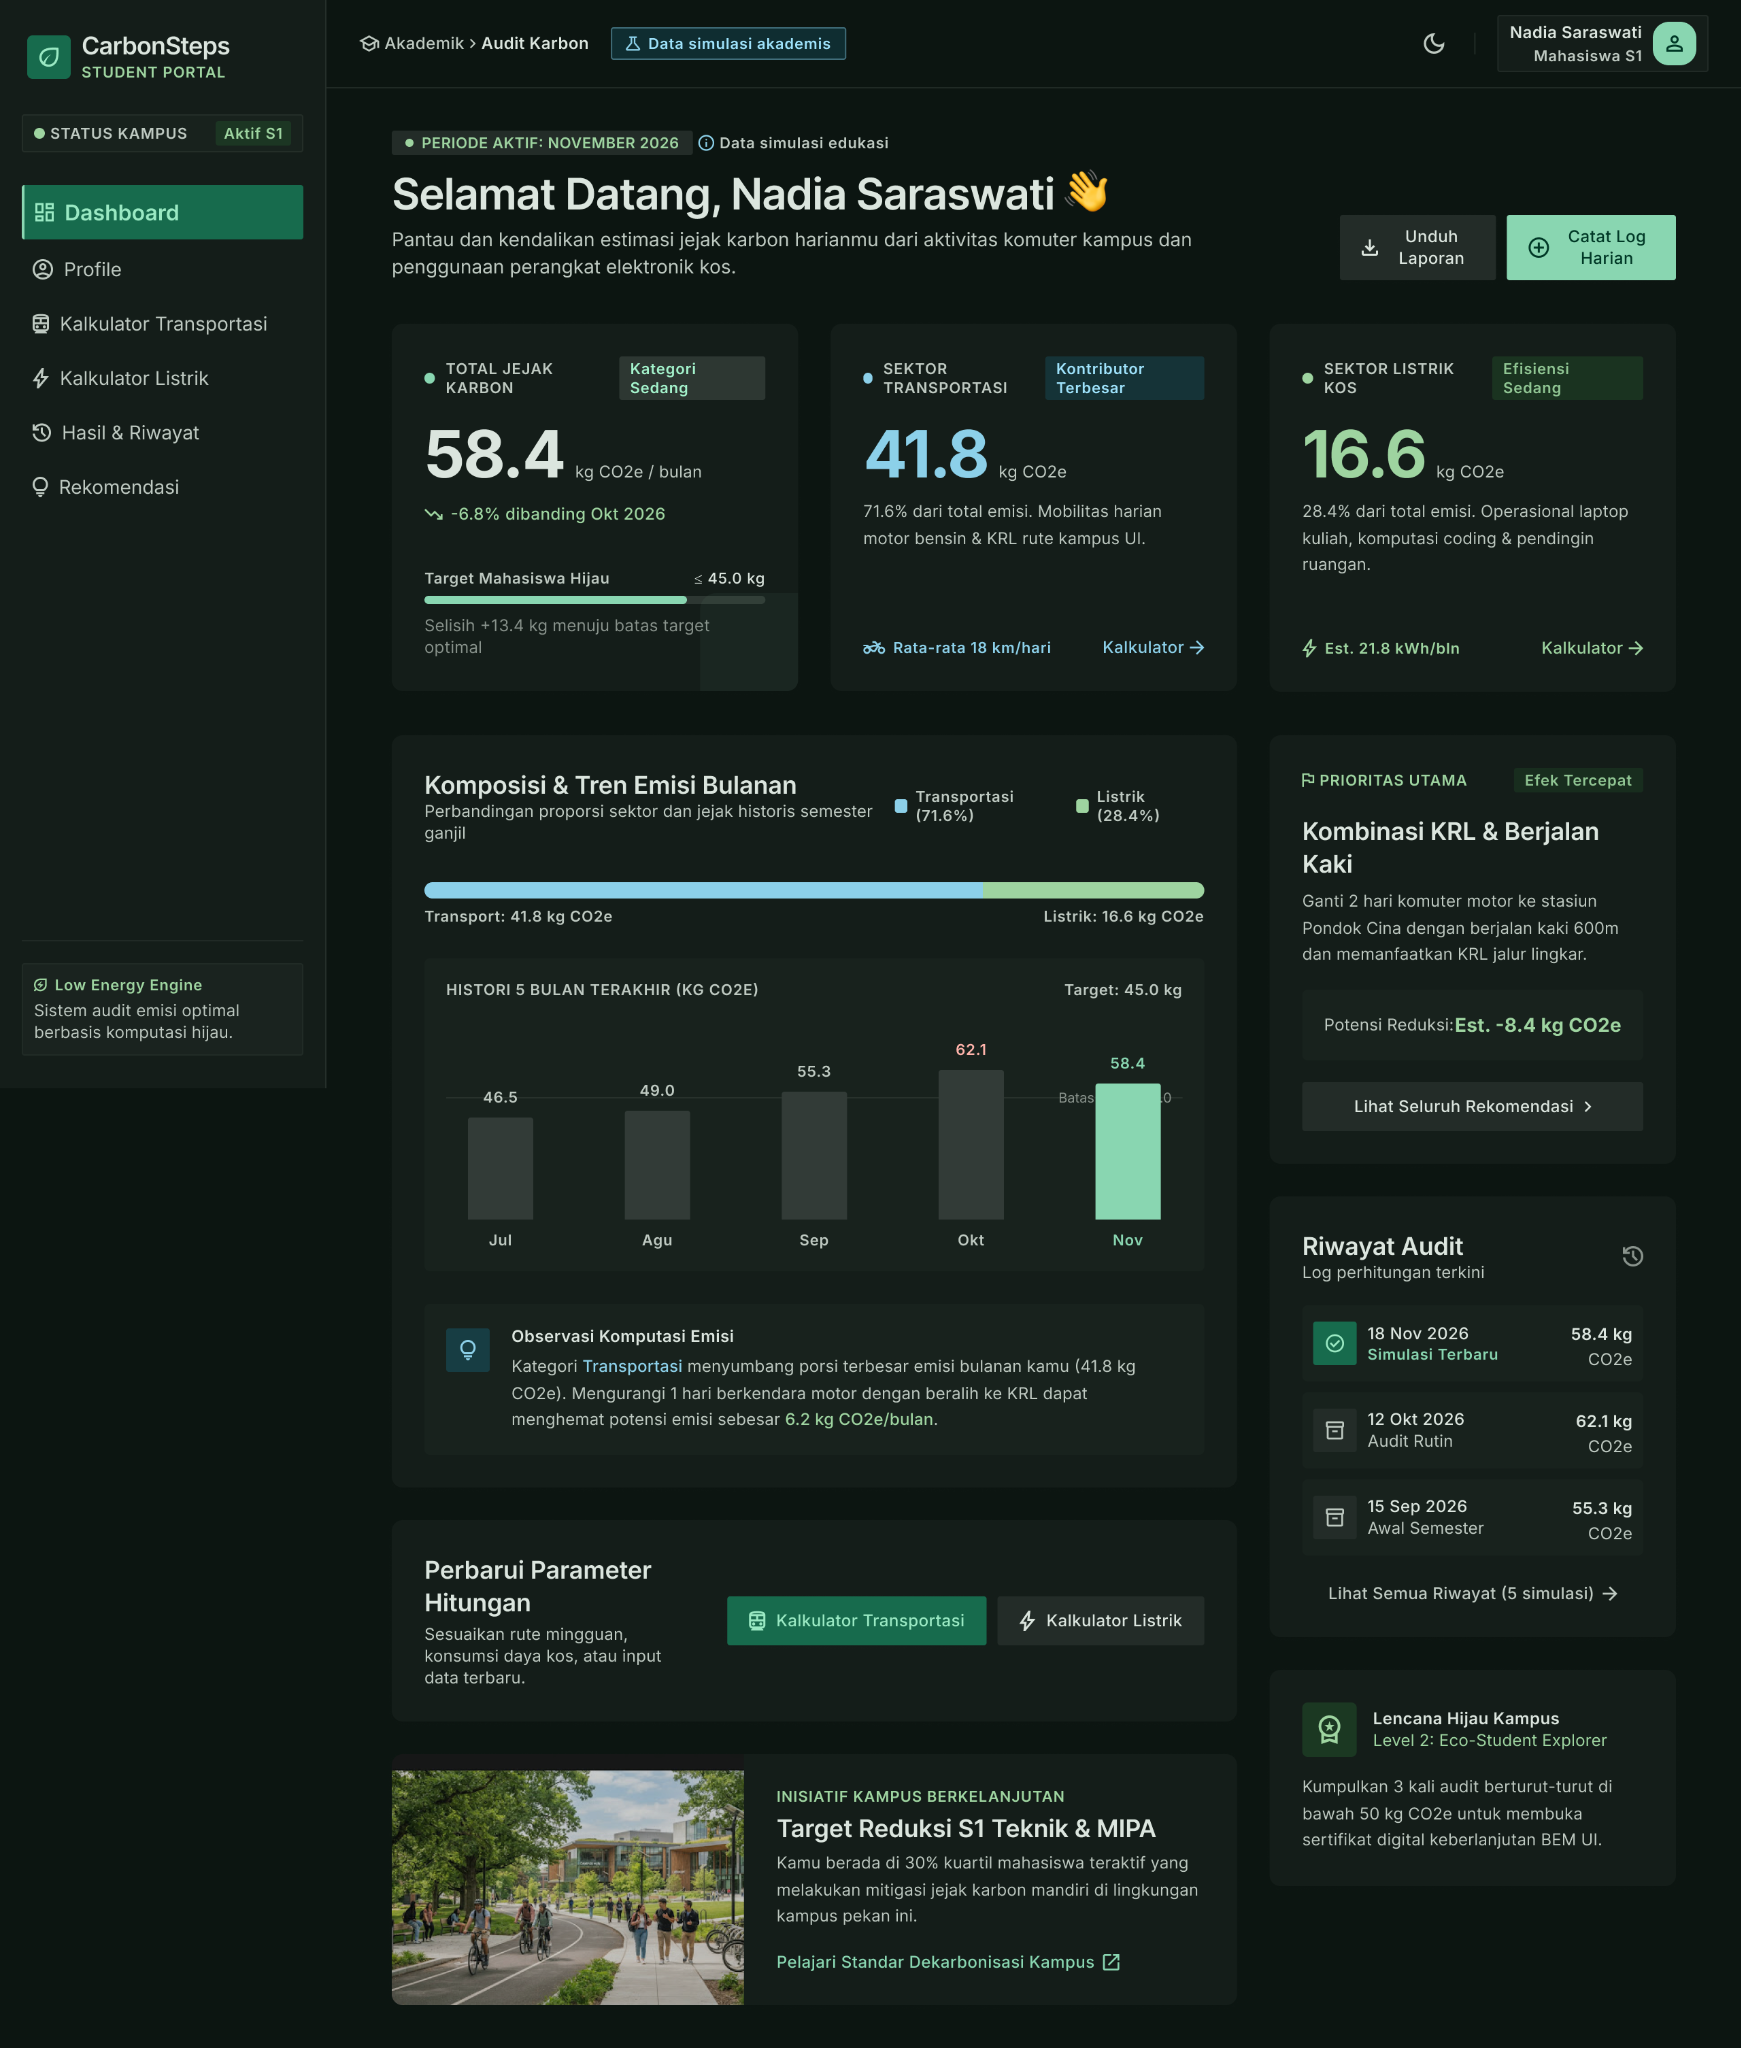 CarbonSteps
STUDENT PORTAL
STATUS KAMPUS
Aktif S1
Dashboard
Profile
Kalkulator Transportasi
Kalkulator Listrik
Hasil & Riwayat
Rekomendasi
Low Energy Engine
Sistem audit emisi optimal
berbasis komputasi hijau.
Akademik › Audit Karbon
Data simulasi akademis
Nadia Saraswati
Mahasiswa S1
PERIODE AKTIF: NOVEMBER 2026
Data simulasi edukasi
Selamat Datang, Nadia Saraswati 👋
Pantau dan kendalikan estimasi jejak karbon harianmu dari aktivitas komuter kampus dan
penggunaan perangkat elektronik kos.
Unduh
Laporan
Catat Log
Harian
TOTAL JEJAK
KARBON
Kategori
Sedang
58.4 kg CO2e / bulan
-6.8% dibanding Okt 2026
Target Mahasiswa Hijau
≤ 45.0 kg
Selisih +13.4 kg menuju batas target
optimal
SEKTOR
TRANSPORTASI
Kontributor
Terbesar
41.8 kg CO2e
71.6% dari total emisi. Mobilitas harian
motor bensin & KRL rute kampus UI.
Rata-rata 18 km/hari
Kalkulator →
SEKTOR LISTRIK
KOS
Efisiensi
Sedang
16.6 kg CO2e
28.4% dari total emisi. Operasional laptop
kuliah, komputasi coding & pendingin
ruangan.
Est. 21.8 kWh/bln
Kalkulator →
Komposisi & Tren Emisi Bulanan
Perbandingan proporsi sektor dan jejak historis semester
ganjil
Transportasi
(71.6%)
Listrik
(28.4%)
Transport: 41.8 kg CO2e
Listrik: 16.6 kg CO2e
HISTORI 5 BULAN TERAKHIR (KG CO2E)
Target: 45.0 kg
46.5
49.0
55.3
62.1
58.4
Batas
.0
Jul
Agu
Sep
Okt
Nov
Observasi Komputasi Emisi
Kategori Transportasi menyumbang porsi terbesar emisi bulanan kamu (41.8 kg
CO2e). Mengurangi 1 hari berkendara motor dengan beralih ke KRL dapat
menghemat potensi emisi sebesar 6.2 kg CO2e/bulan.
Perbarui Parameter
Hitungan
Sesuaikan rute mingguan,
konsumsi daya kos, atau input
data terbaru.
Kalkulator Transportasi
Kalkulator Listrik
INISIATIF KAMPUS BERKELANJUTAN
Target Reduksi S1 Teknik & MIPA
Kamu berada di 30% kuartil mahasiswa teraktif yang
melakukan mitigasi jejak karbon mandiri di lingkungan
kampus pekan ini.
Pelajari Standar Dekarbonisasi Kampus
PRIORITAS UTAMA
Efek Tercepat
Kombinasi KRL & Berjalan
Kaki
Ganti 2 hari komuter motor ke stasiun
Pondok Cina dengan berjalan kaki 600m
dan memanfaatkan KRL jalur lingkar.
Potensi Reduksi: Est. -8.4 kg CO2e
Lihat Seluruh Rekomendasi ›
Riwayat Audit
Log perhitungan terkini
18 Nov 2026
Simulasi Terbaru
58.4 kg
CO2e
12 Okt 2026
Audit Rutin
62.1 kg
CO2e
15 Sep 2026
Awal Semester
55.3 kg
CO2e
Lihat Semua Riwayat (5 simulasi) →
Lencana Hijau Kampus
Level 2: Eco-Student Explorer
Kumpulkan 3 kali audit berturut-turut di
bawah 50 kg CO2e untuk membuka
sertifikat digital keberlanjutan BEM UI.